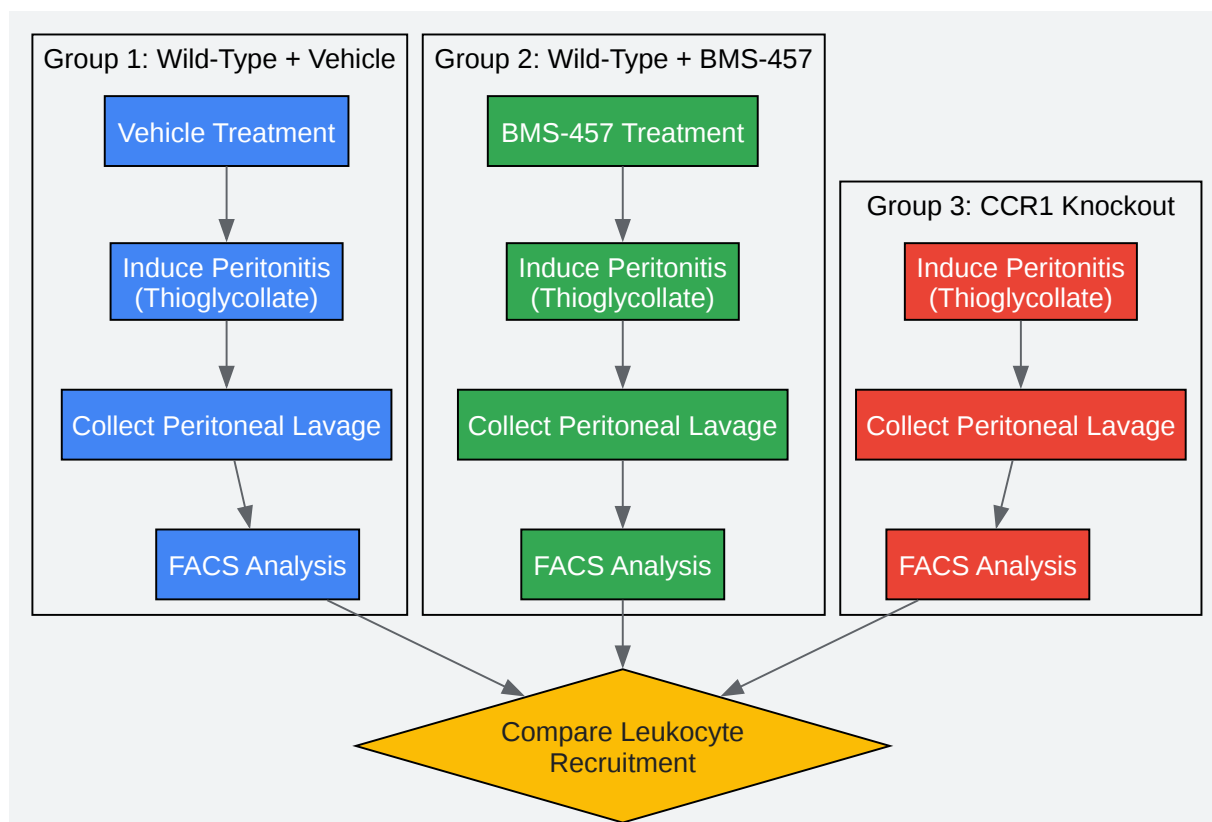 Group 1: Wild-Type + Vehicle
Vehicle Treatment
Induce Peritonitis
(Thioglycollate)
Collect Peritoneal Lavage
FACS Analysis
Group 2: Wild-Type + BMS-457
BMS-457 Treatment
Induce Peritonitis
(Thioglycollate)
Collect Peritoneal Lavage
FACS Analysis
Group 3: CCR1 Knockout
Induce Peritonitis
(Thioglycollate)
Collect Peritoneal Lavage
FACS Analysis
Compare Leukocyte
Recruitment